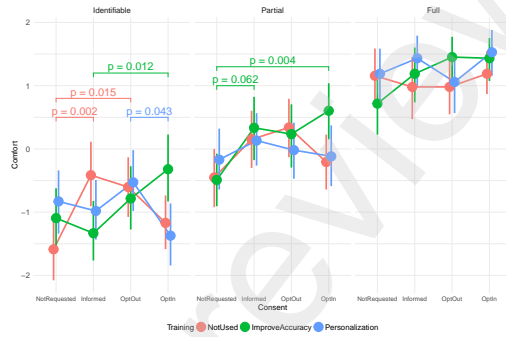 Identifiable Partial Full
2
1
0
−1
−2
Comfort
p = 0.012
p = 0.015
p = 0.002
p = 0.043
p = 0.004
p = 0.062
NotRequested Informed OptOut OptIn NotRequested Informed OptOut OptIn NotRequested Informed OptOut OptIn
Consent
Training NotUsed ImproveAccuracy Personalization
review